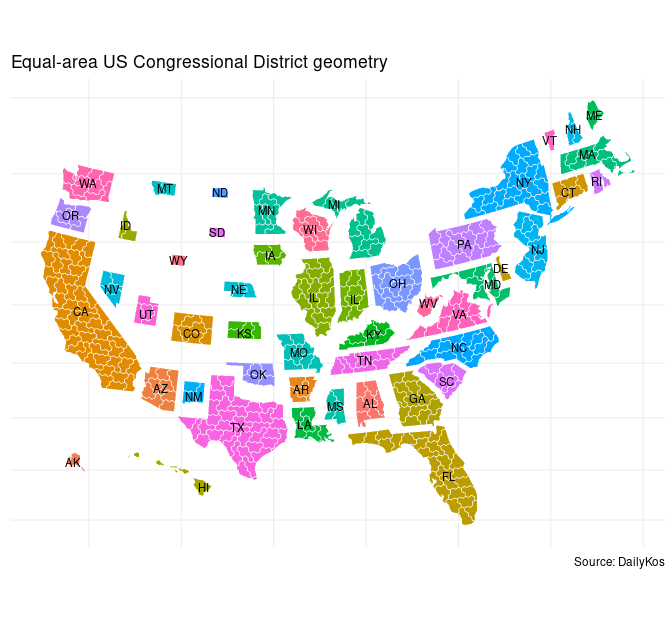 Equal-area US Congressional District geometry
ME
NH
VT
MA
WA
MT
ND
NY
CT
RI
OR
ID
MN
MI
WI
SD
PA
NJ
WY
IA
DE
NV
NE
IL
IL
OH
MD
UT
WV
CA
VA
CO
KS
KY
NC
MO
TN
OK
SC
AZ
NM
AR
MS
AL
GA
TX
LA
AK
HI
FL
Source: DailyKos